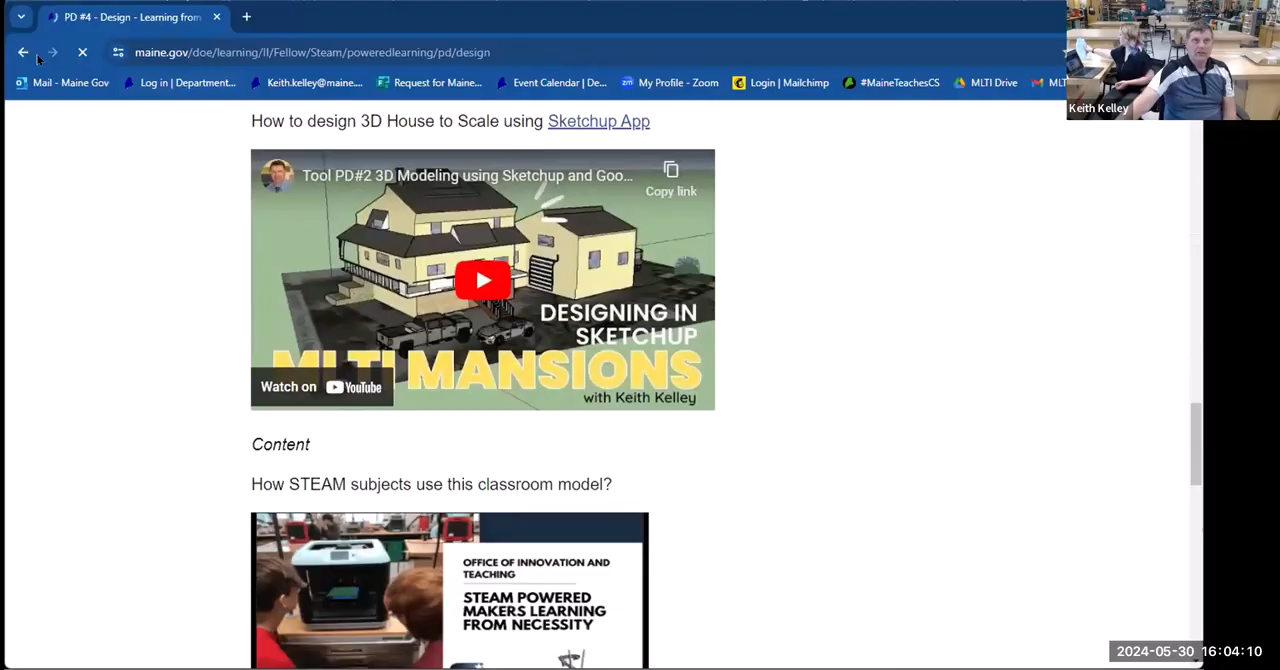 PD #4 - Design - Learning from
maine.gov/doe/learning/ll/Fellow/Steam/poweredlearning/pd/design
Mail - Maine Gov
Log in | Department...
Keith.kelley@maine...
Request for Maine...
Event Calendar | De...
zm My Profile - Zoom
Login | Mailchimp
#MaineTeachesCS
MLTI Drive
MLT
Keith Kelley
How to design 3D House to Scale using Sketchup App
Tool PD#2 3D Modeling using Sketchup and Goo...
Copy link
DESIGNING IN
SKETCHUP
MLTI MANSIONS
Watch on YouTube
with Keith Kelley
Content
How STEAM subjects use this classroom model?
OFFICE OF INNOVATION AND
TEACHING
STEAM POWERED
MAKERS LEARNING
FROM NECESSITY
2024-05-30 16:04:10